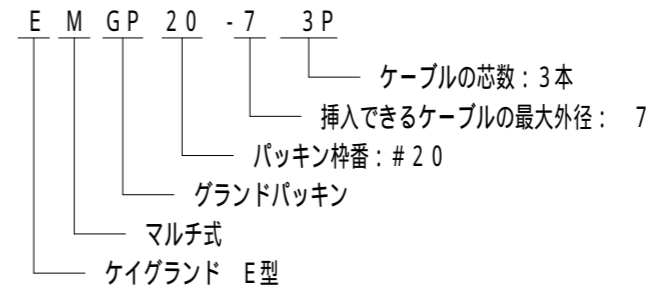 E M GP 20 -7 3P
ケーブルの芯数：3本
挿入できるケーブルの最大外径： 7
パッキン枠番：#20
グランドパッキン
マルチ式
ケイグランド E型